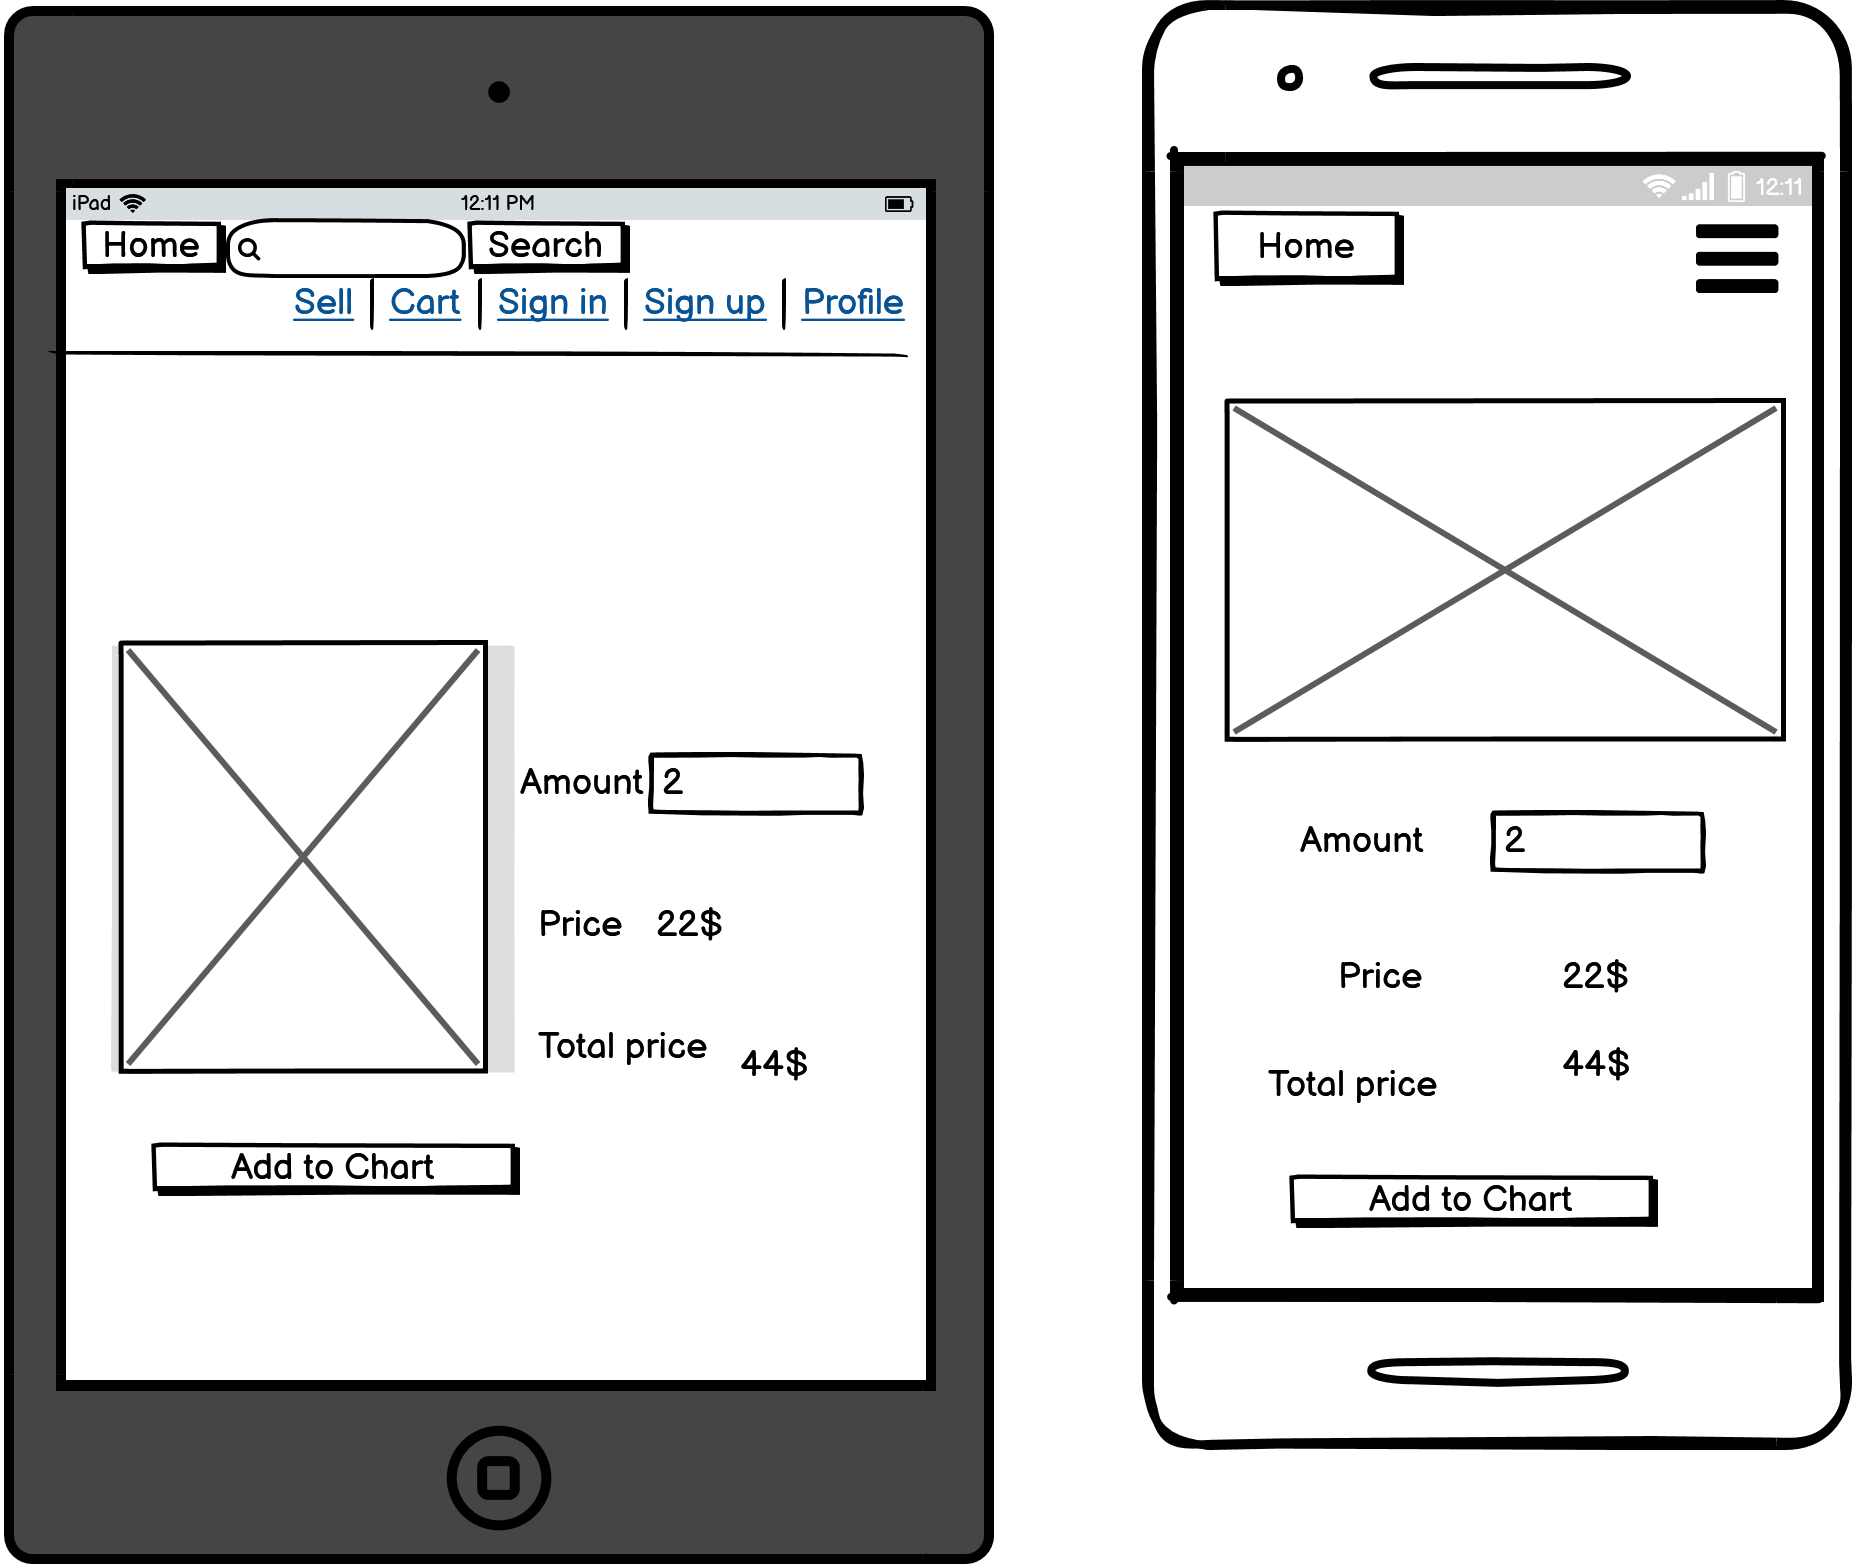 iPad 12:11 PM
Home Search
Sell Cart Sign in Sign up Profile
Amount 2
Price 22$
Total price 44$
Add to Chart
12:11
Home
Amount 2
Price 22$
Total price 44$
Add to Chart